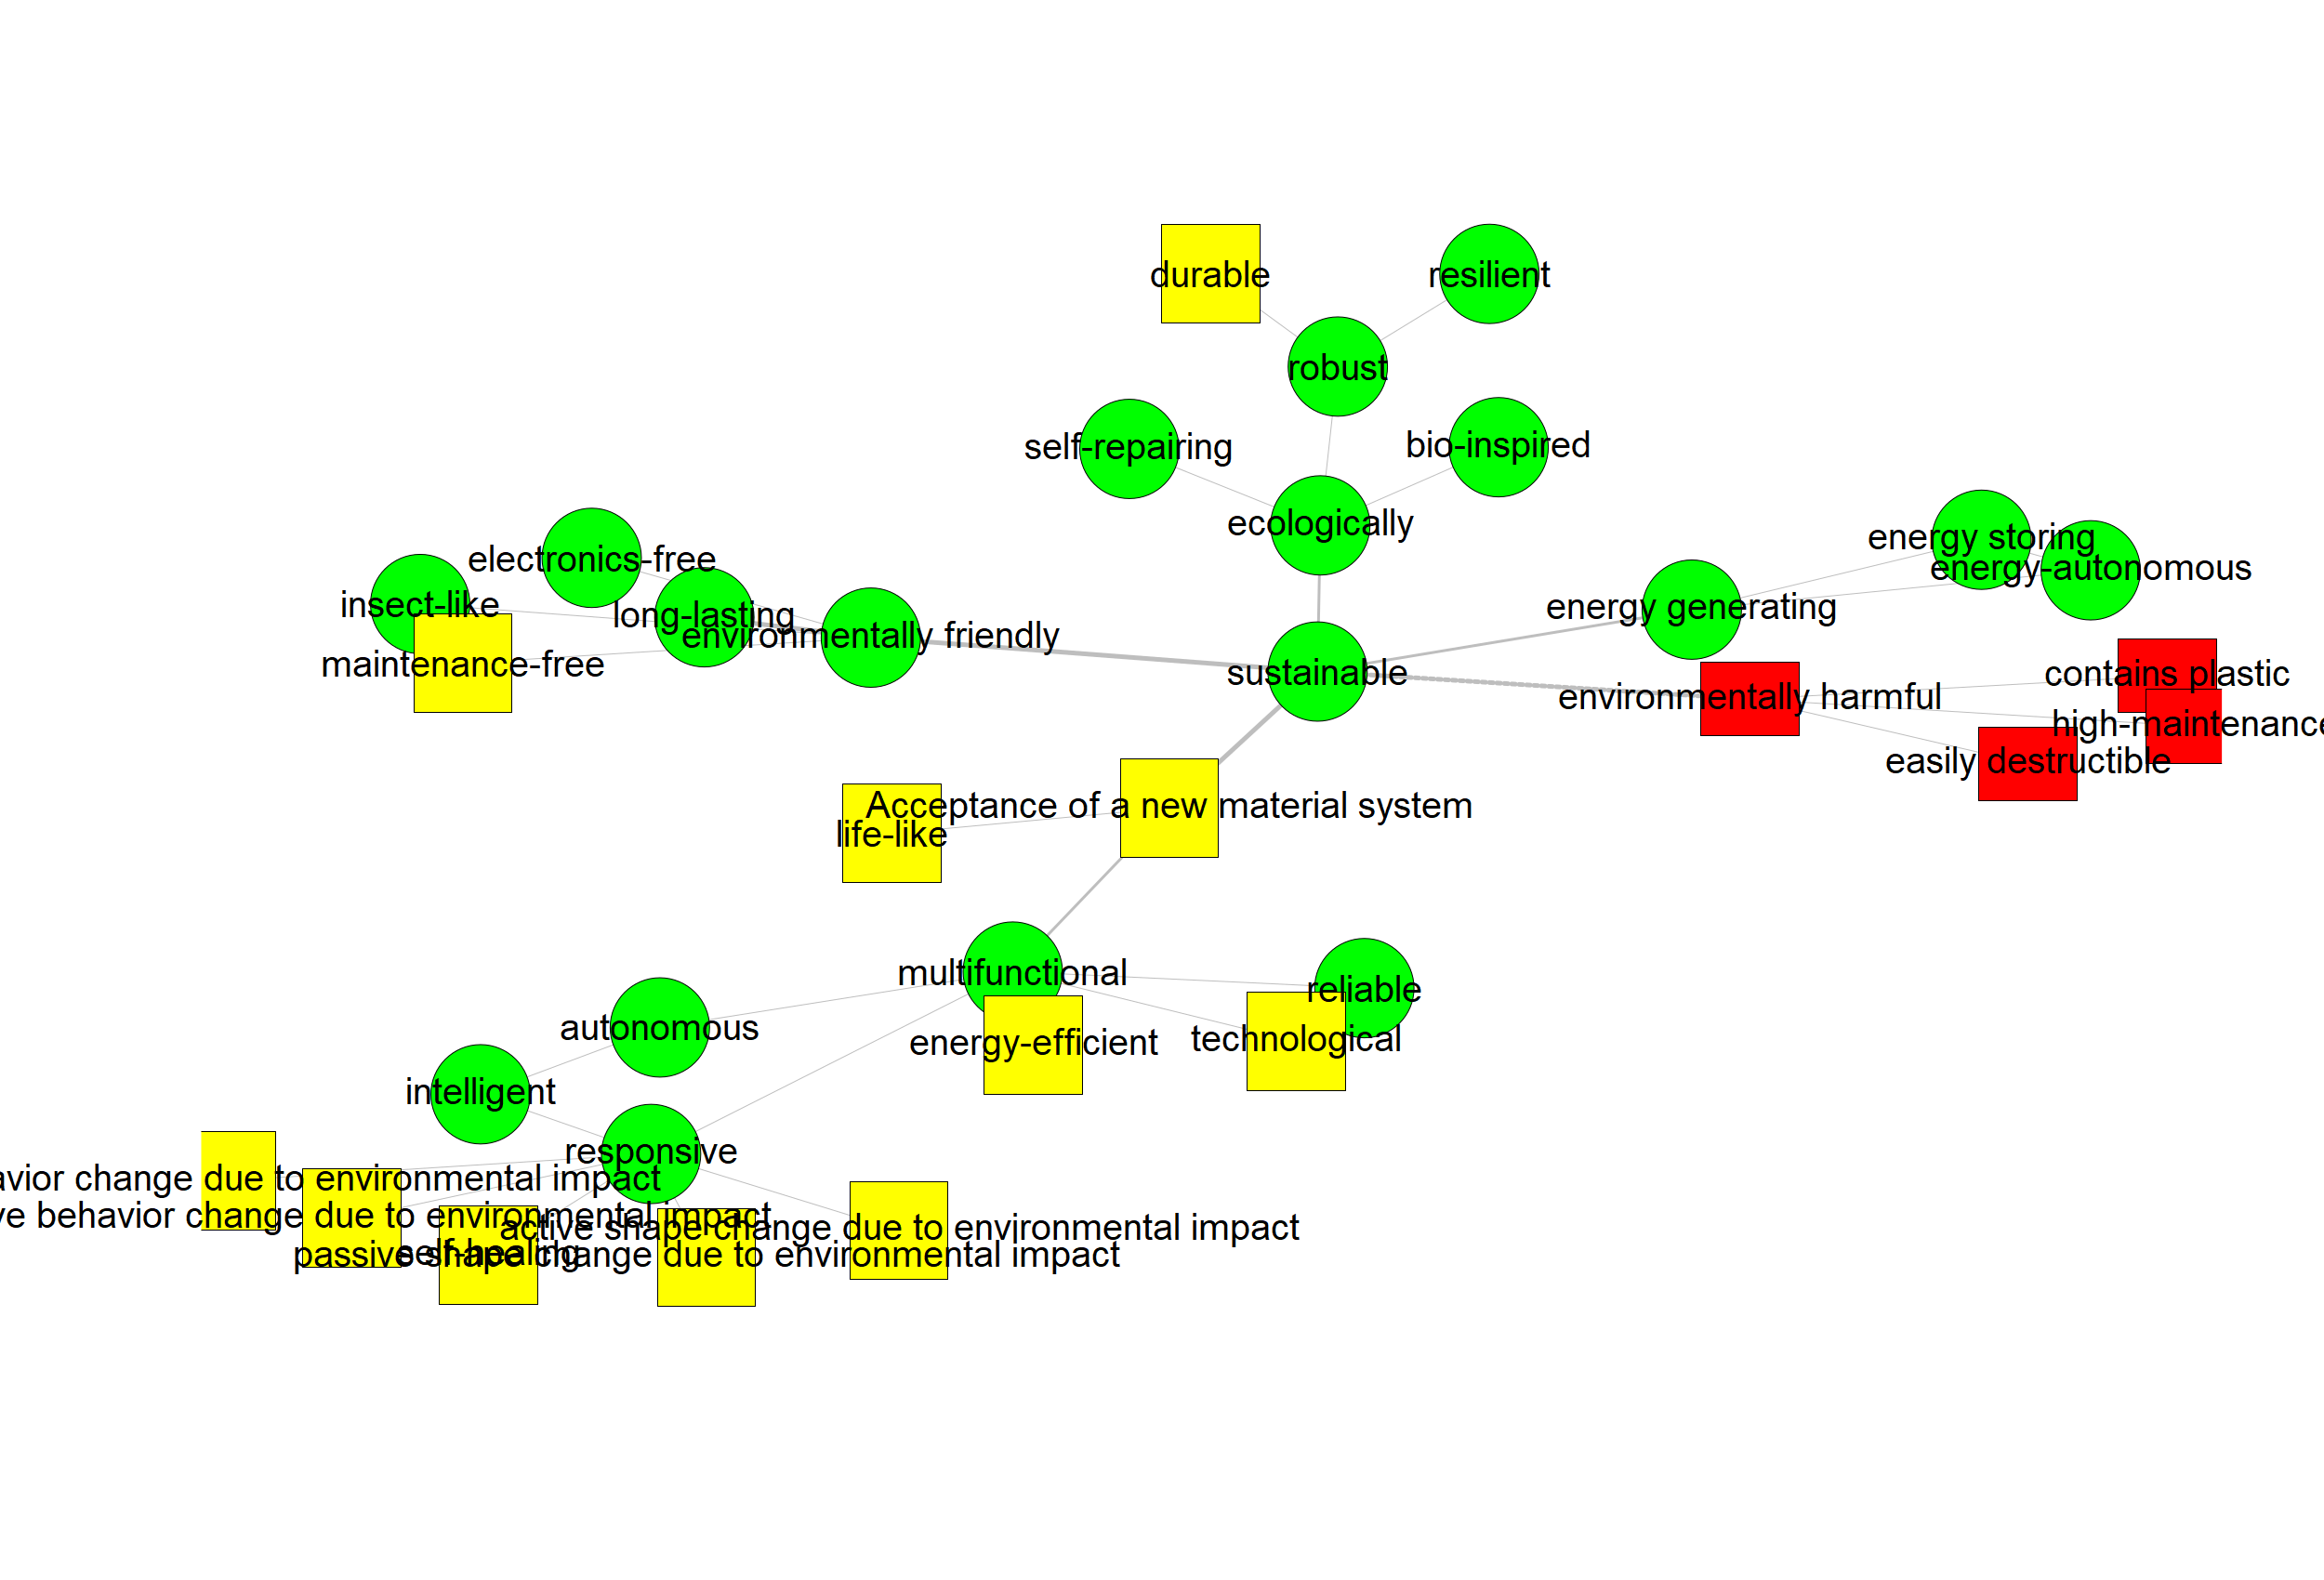 durable
resilient
robust
self-repairing
bio-inspired
ecologically
electronics-free
energy storing
energy-autonomous
insect-like
long-lasting
energy generating
environmentally friendly
maintenance-free
sustainable
contains plastic
environmentally harmful
high-maintenance
easily destructible
Acceptance of a new material system
life-like
multifunctional
reliable
autonomous
energy-efficient
technological
intelligent
responsive
change due to environmental impact
behavior change due to environmental impact
active shape change due to environmental impact
self-healing
passive shape change due to environmental impact